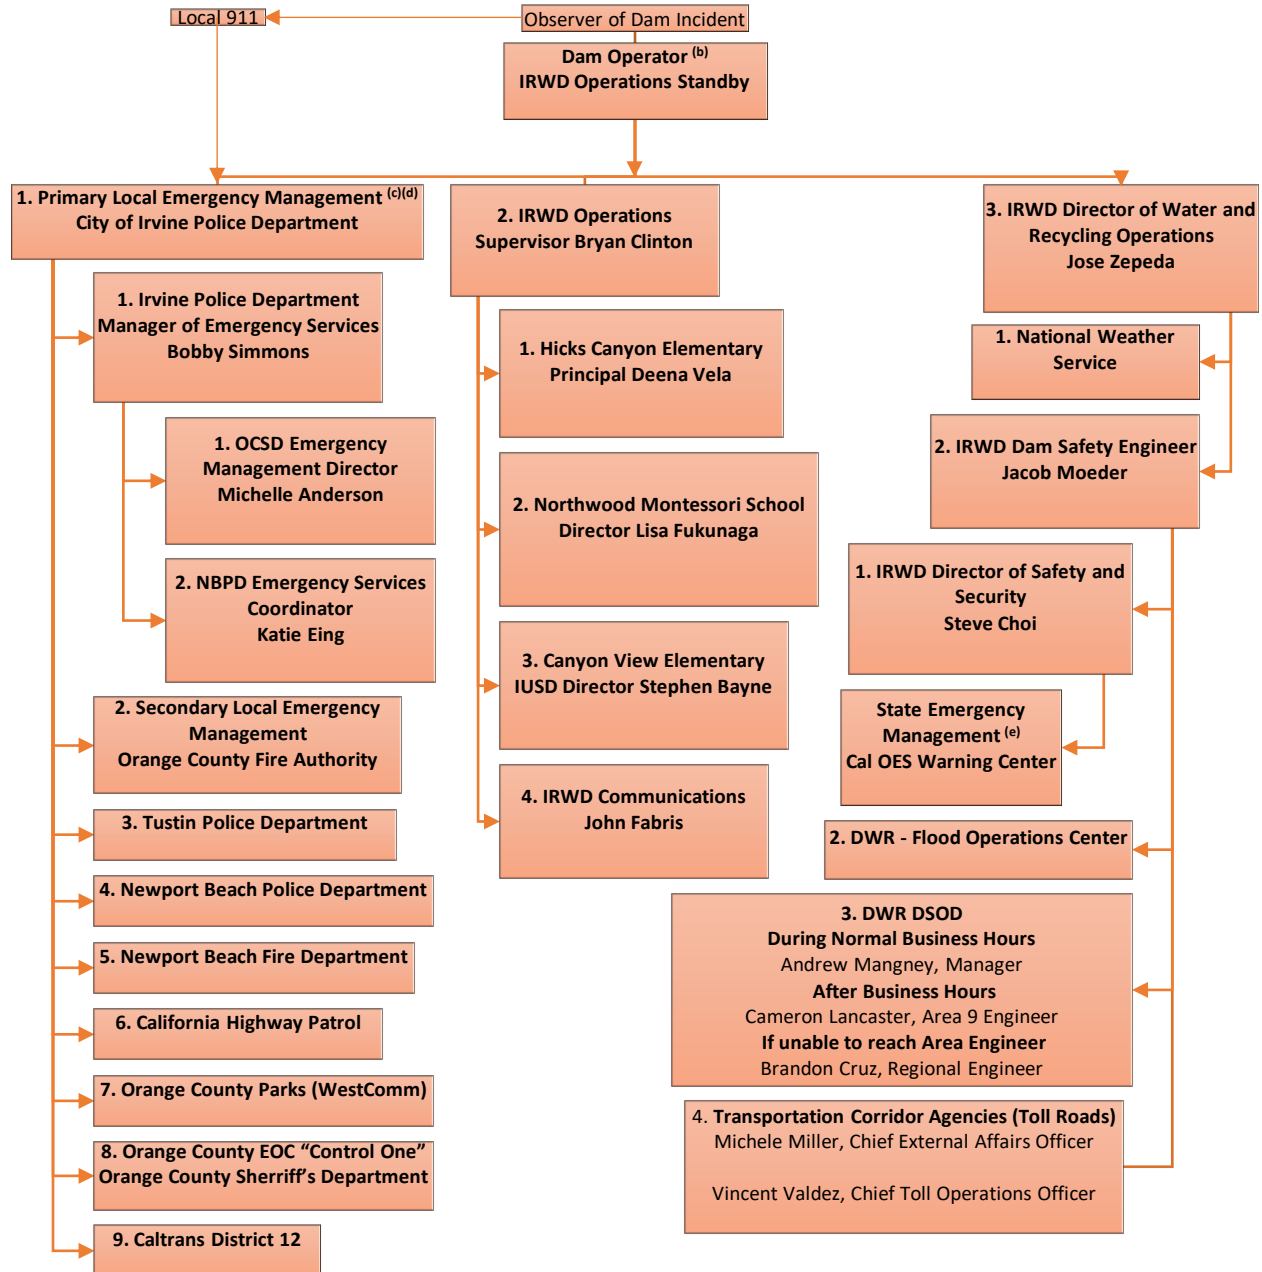 Local 911
Observer of Dam Incident
Dam Operator (b)
IRWD Operations Standby
1. Primary Local Emergency Management (c)(d)
City of Irvine Police Department
1. Irvine Police Department
Manager of Emergency Services
Bobby Simmons
1. OCSD Emergency
Management Director
Michelle Anderson
2. NBPD Emergency Services
Coordinator
Katie Eing
2. Secondary Local Emergency
Management
Orange County Fire Authority
3. Tustin Police Department
4. Newport Beach Police Department
5. Newport Beach Fire Department
6. California Highway Patrol
7. Orange County Parks (WestComm)
8. Orange County EOC “Control One”
Orange County Sherriff’s Department
9. Caltrans District 12
2. IRWD Operations
Supervisor Bryan Clinton
1. Hicks Canyon Elementary
Principal Deena Vela
2. Northwood Montessori School
Director Lisa Fukunaga
3. Canyon View Elementary
IUSD Director Stephen Bayne
4. IRWD Communications
John Fabris
3. IRWD Director of Water and
Recycling Operations
Jose Zepeda
1. National Weather
Service
2. IRWD Dam Safety Engineer
Jacob Moeder
1. IRWD Director of Safety and
Security
Steve Choi
State Emergency
Management (e)
Cal OES Warning Center
2. DWR - Flood Operations Center
3. DWR DSOD
During Normal Business Hours
Andrew Mangney, Manager
After Business Hours
Cameron Lancaster, Area 9 Engineer
If unable to reach Area Engineer
Brandon Cruz, Regional Engineer
4. Transportation Corridor Agencies (Toll Roads)
Michele Miller, Chief External Affairs Officer
Vincent Valdez, Chief Toll Operations Officer